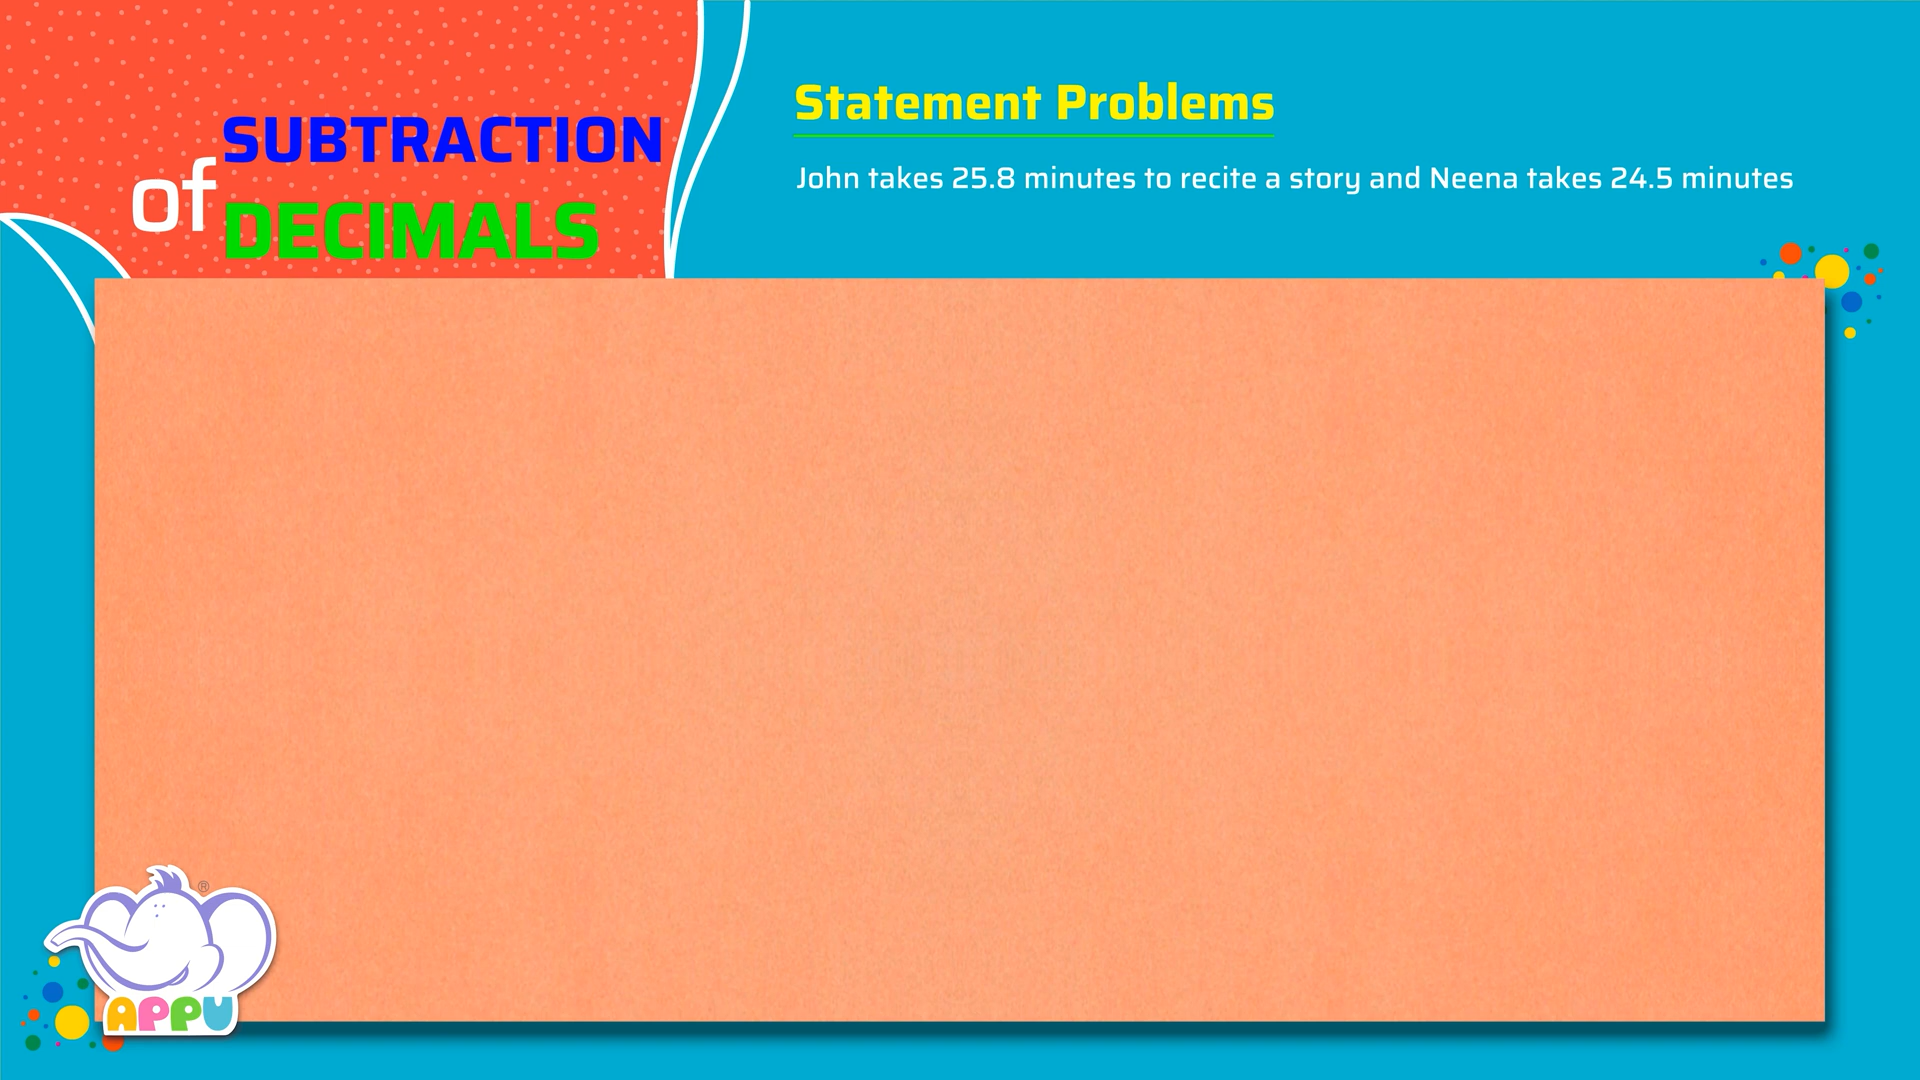 SUBTRACTION
of DECIMALS
Statement Problems
John takes 25.8 minutes to recite a story and Neena takes 24.5 minutes
®
APPU